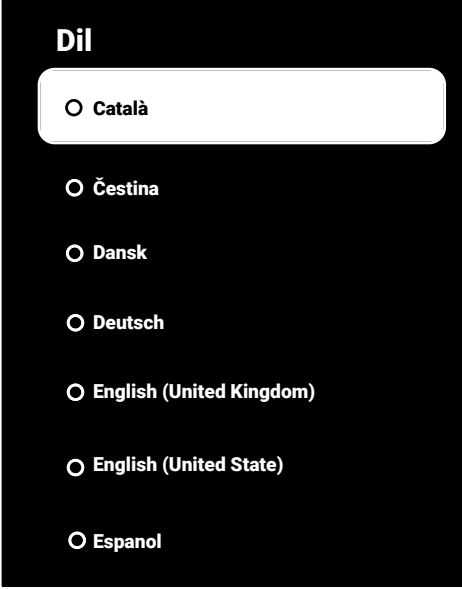 Dil
Català
Čestina
Dansk
Deutsch
English (United Kingdom)
English (United State)
Espanol